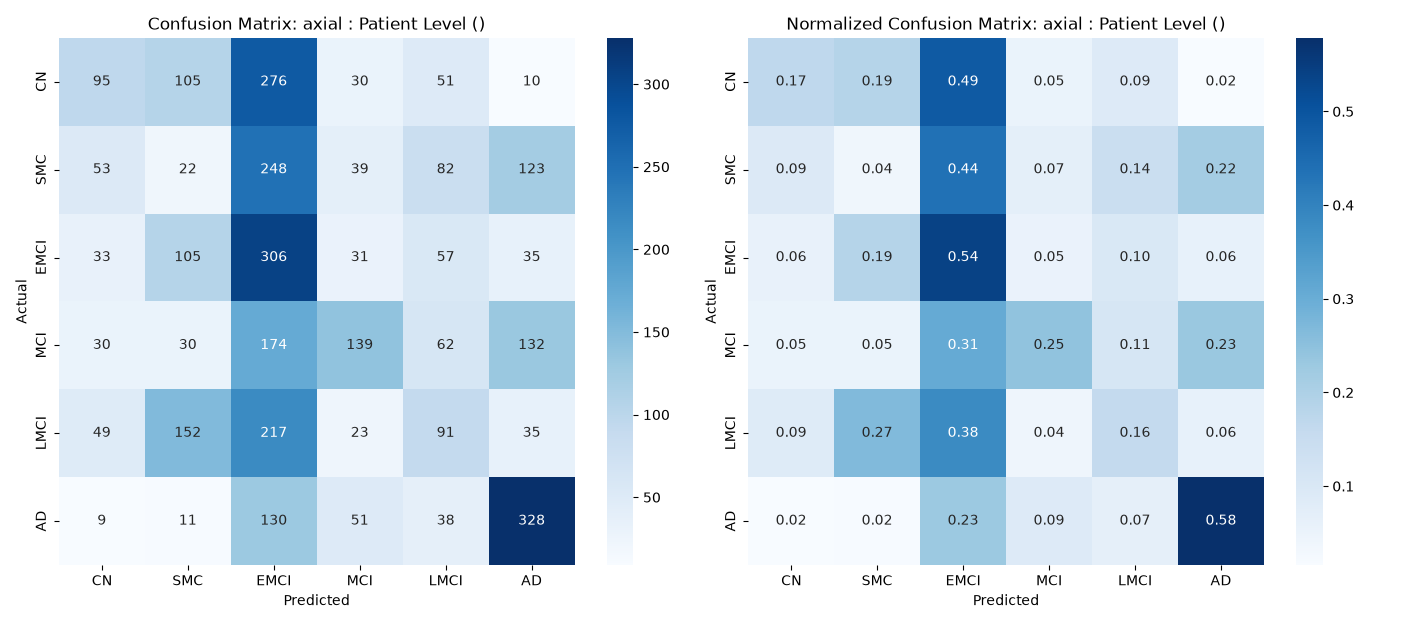 Confusion Matrix: axial : Patient Level ()
Actual
CN 95 105 276 30 51 10
SMC 53 22 248 39 82 123
EMCI 33 105 306 31 57 35
MCI 30 30 174 139 62 132
LMCI 49 152 217 23 91 35
AD 9 11 130 51 38 328
CN SMC EMCI MCI LMCI AD
Predicted
300
250
200
150
100
50
Normalized Confusion Matrix: axial : Patient Level ()
Actual
CN 0.17 0.19 0.49 0.05 0.09 0.02
SMC 0.09 0.04 0.44 0.07 0.14 0.22
EMCI 0.06 0.19 0.54 0.05 0.10 0.06
MCI 0.05 0.05 0.31 0.25 0.11 0.23
LMCI 0.09 0.27 0.38 0.04 0.16 0.06
AD 0.02 0.02 0.23 0.09 0.07 0.58
CN SMC EMCI MCI LMCI AD
Predicted
0.5
0.4
0.3
0.2
0.1